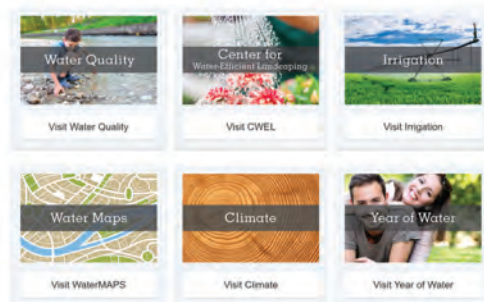 Water Quality
Center for
Water-Efficient Landscaping
Irrigation
Visit Water Quality
Visit CWEL
Visit Irrigation
Water Maps
Climate
Year of Water
Visit WaterMAPS
Visit Climate
Visit Year of Water